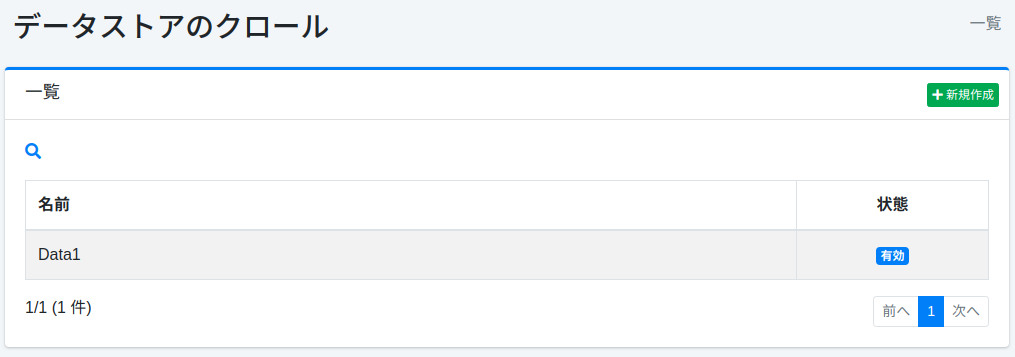 データストアのクロール
一覧
一覧
新規作成
名前 状態
Data1 有効
1/1 (1 件)
前へ 1 次へ